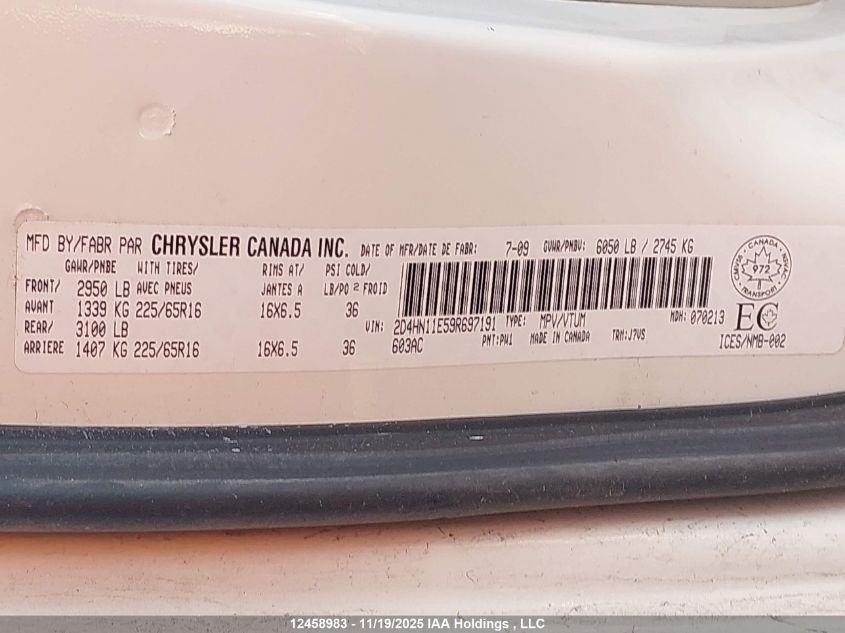 MFD BY/FABR PAR CHRYSLER CANADA INC. DATE OF MFR/DATE DE FABR: 7-09 GVWR/PNBV: 6050 LB / 2745 KG
GAWR/PNBE WITH TIRES/ RIMS AT/ PSI COLD/
FRONT/ 2950 LB AVEC PNEUS JANTES A LB/PO 2 FROID
AVANT 1339 KG 225/65R16 16X6.5 36
REAR/ 3100 LB
ARRIERE 1407 KG 225/65R16 16X6.5 36
VIN: 2D4HN11E59R697191 TYPE: MPV/VTUM MDH: 070213
603AC PNT: PW1 MADE IN CANADA TRM: J7VS
CANADA
972
TRANSPORT
EC
ICES/NMB-002
12458983 - 11/19/2025 IAA Holdings , LLC